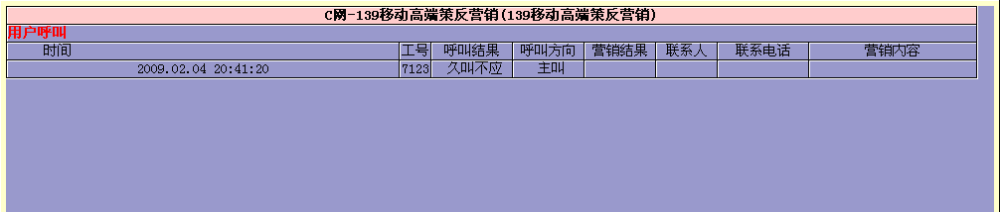 C网-139移动高端策反营销(139移动高端策反营销)
用户呼叫
时间 工号 呼叫结果 呼叫方向 营销结果 联系人 联系电话 营销内容
2009.02.04 20:41:20 7123 久叫不应 主叫